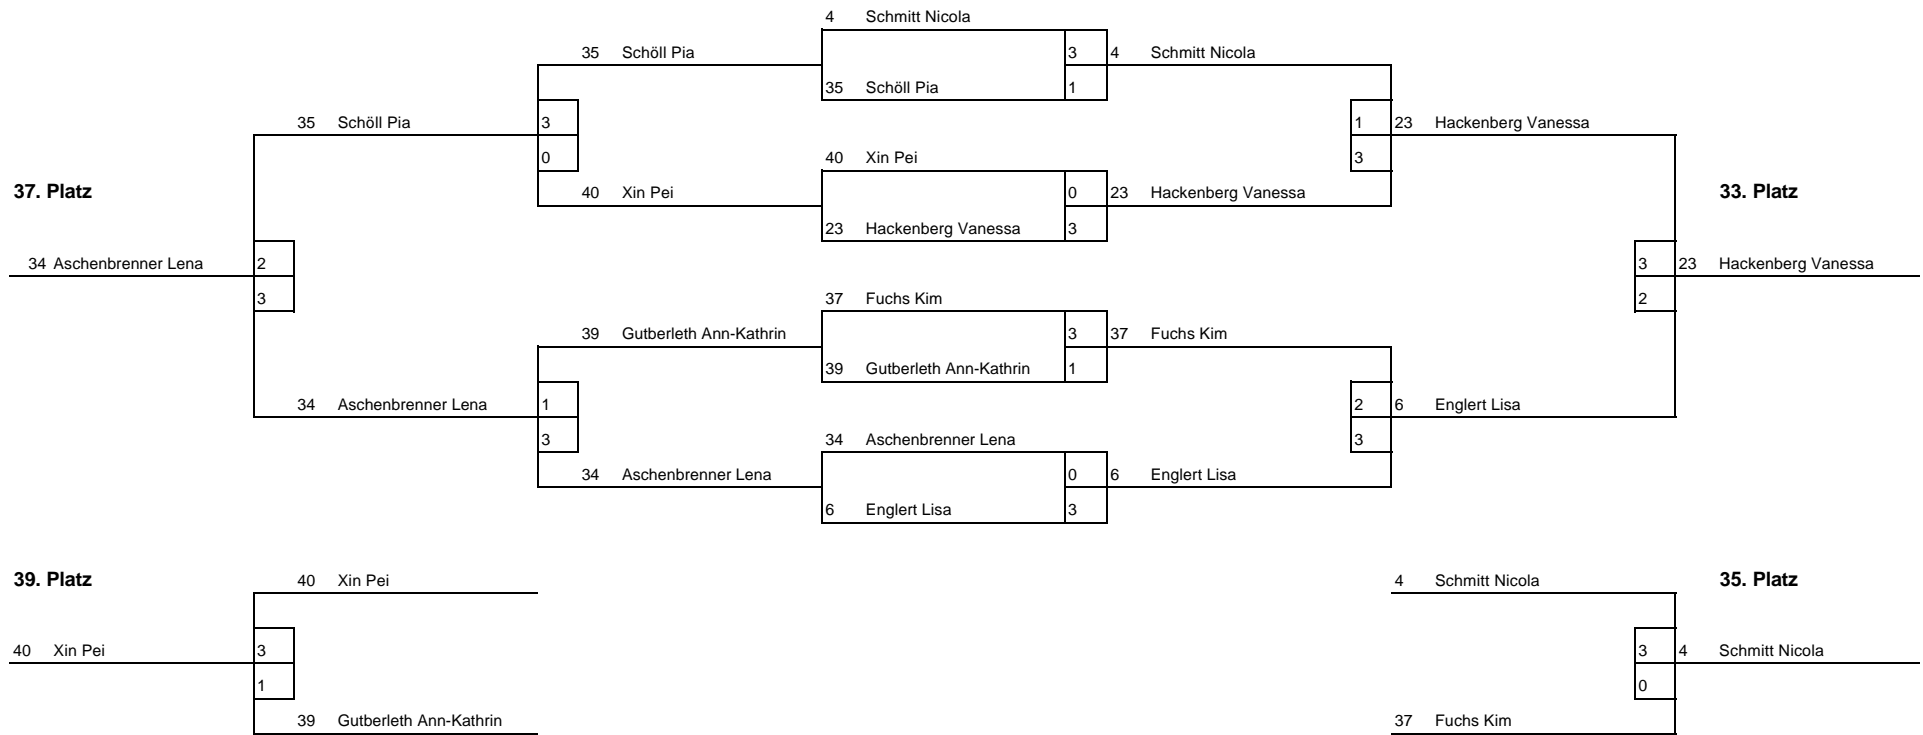 4 Schmitt Nicola
35 Schöll Pia 3 4 Schmitt Nicola
35 Schöll Pia 1
35 Schöll Pia 3 1 23 Hackenberg Vanessa
0 40 Xin Pei 3
37. Platz 40 Xin Pei 0 23 Hackenberg Vanessa 33. Platz
23 Hackenberg Vanessa 3
34 Aschenbrenner Lena 2 3 23 Hackenberg Vanessa
3 37 Fuchs Kim 2
39 Gutberleth Ann-Kathrin 3 37 Fuchs Kim
39 Gutberleth Ann-Kathrin 1
34 Aschenbrenner Lena 1 2 6 Englert Lisa
3 34 Aschenbrenner Lena 3
34 Aschenbrenner Lena 0 6 Englert Lisa
6 Englert Lisa 3
39. Platz 40 Xin Pei 4 Schmitt Nicola 35. Platz
40 Xin Pei 3 3 4 Schmitt Nicola
1 0
39 Gutberleth Ann-Kathrin 37 Fuchs Kim